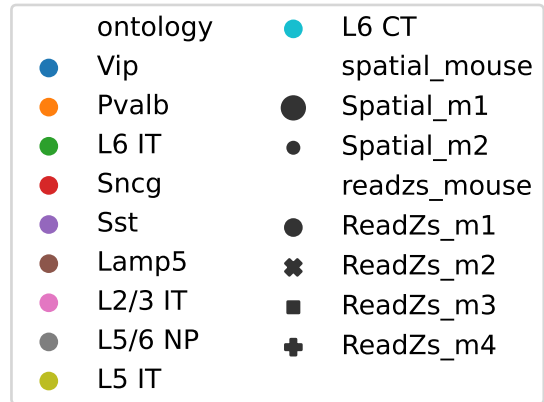 ontology
Vip
Pvalb
L6 IT
Sncg
Sst
Lamp5
L2/3 IT
L5/6 NP
L5 IT
L6 CT
spatial_mouse
Spatial_m1
Spatial_m2
readzs_mouse
ReadZs_m1
ReadZs_m2
ReadZs_m3
ReadZs_m4